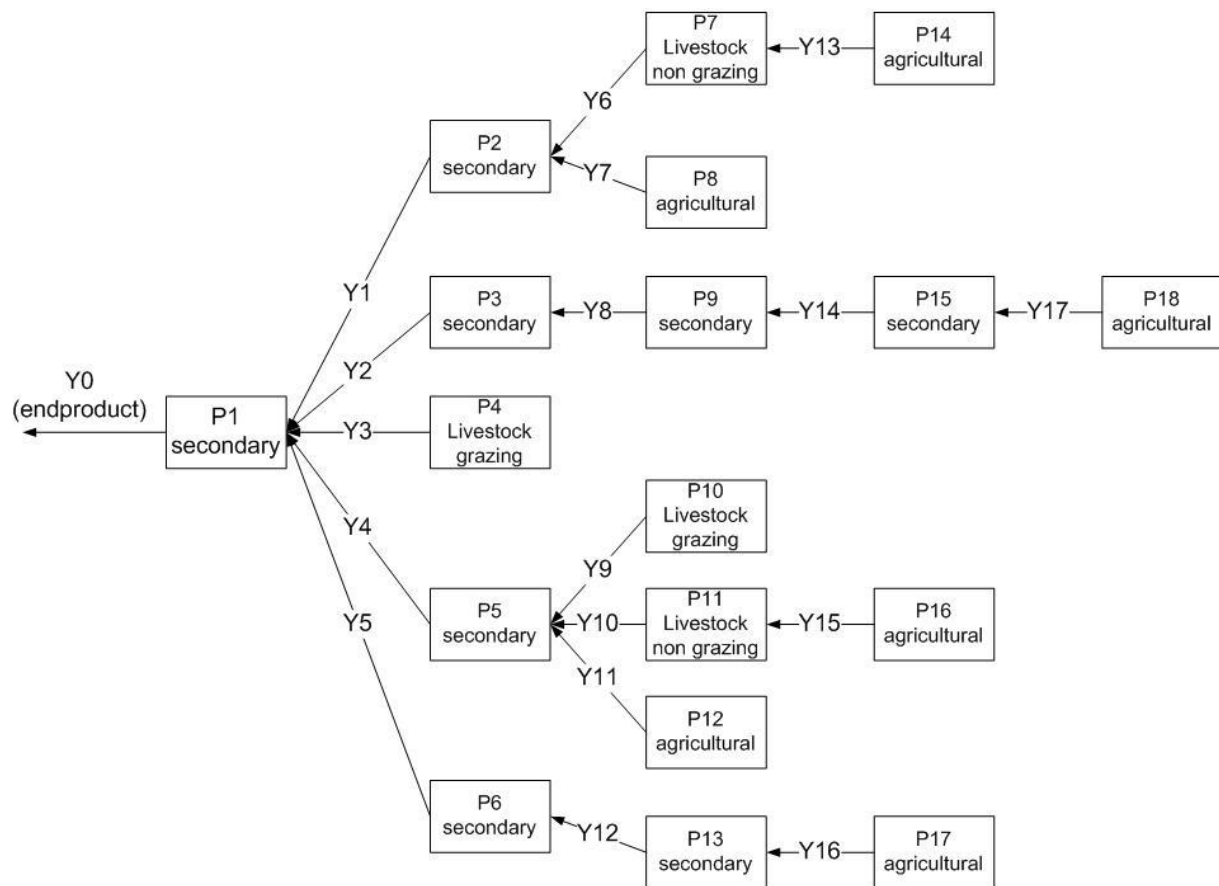 P7
Livestock
non grazing
Y13
P14
agricultural
Y6
P2
secondary
Y7
P8
agricultural
Y1
P3
secondary
Y8
P9
secondary
Y14
P15
secondary
Y17
P18
agricultural
Y2
Y0
(endproduct)
P1
secondary
Y3
P4
Livestock
grazing
Y4
P10
Livestock
grazing
Y9
Y5
P5
secondary
Y10
P11
Livestock
non grazing
Y15
P16
agricultural
Y11
P12
agricultural
P6
secondary
Y12
P13
secondary
Y16
P17
agricultural